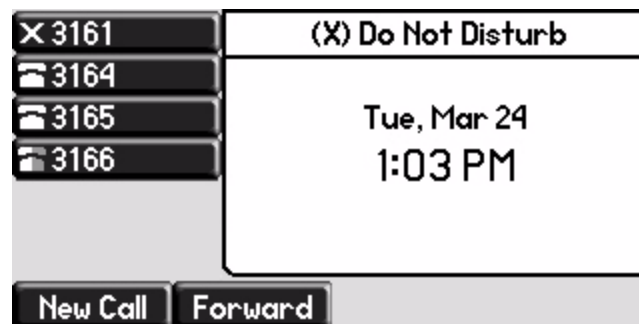 X 3161
3164
3165
3166
(X) Do Not Disturb
Tue, Mar 24
1:03 PM
New Call
Forward